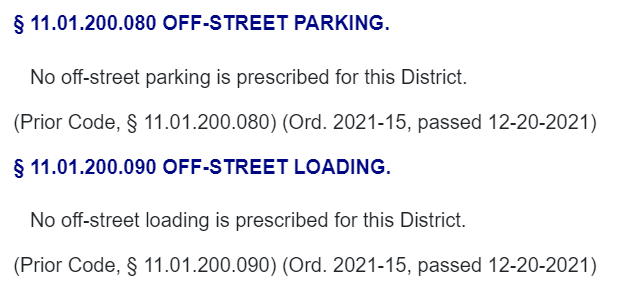 § 11.01.200.080 OFF-STREET PARKING.
No off-street parking is prescribed for this District.
(Prior Code, § 11.01.200.080) (Ord. 2021-15, passed 12-20-2021)
§ 11.01.200.090 OFF-STREET LOADING.
No off-street loading is prescribed for this District.
(Prior Code, § 11.01.200.090) (Ord. 2021-15, passed 12-20-2021)